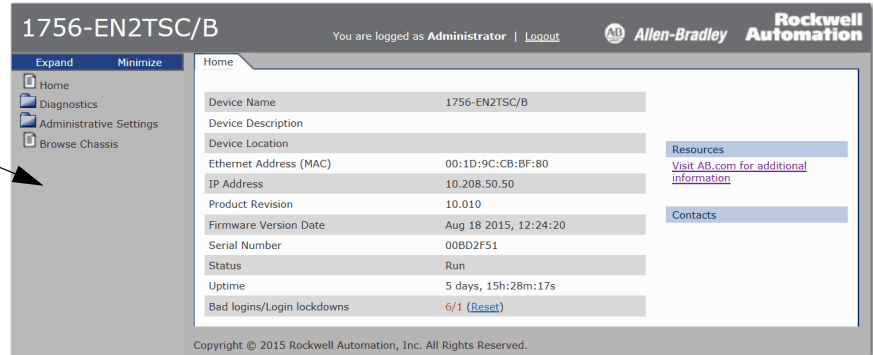 1756-EN2TSC/B
You are logged as Administrator | Logout
AB Allen-Bradley
Rockwell
Automation
Expand Minimize
Home
Diagnostics
Administrative Settings
Browse Chassis
Home
Device Name 1756-EN2TSC/B
Device Description
Device Location
Ethernet Address (MAC) 00:1D:9C:CB:BF:80
IP Address 10.208.50.50
Product Revision 10.010
Firmware Version Date Aug 18 2015, 12:24:20
Serial Number 00BD2F51
Status Run
Uptime 5 days, 15h:28m:17s
Bad logins/Login lockdowns 6/1 (Reset)
Resources
Visit AB.com for additional
information
Contacts
Copyright © 2015 Rockwell Automation, Inc. All Rights Reserved.